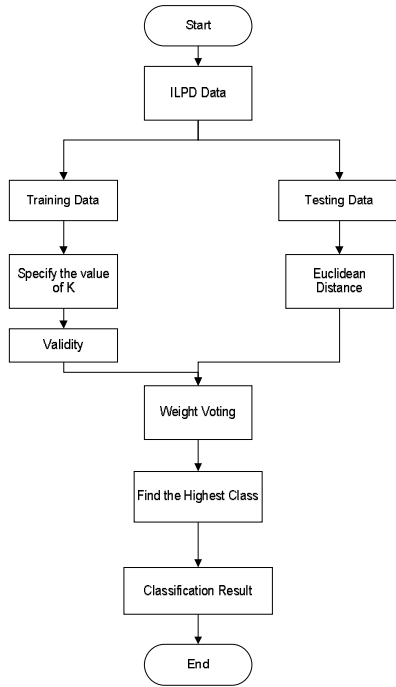 Start
ILPD Data
Training Data
Testing Data
Specify the value
of K
Euclidean
Distance
Validity
Weight Voting
Find the Highest Class
Classification Result
End